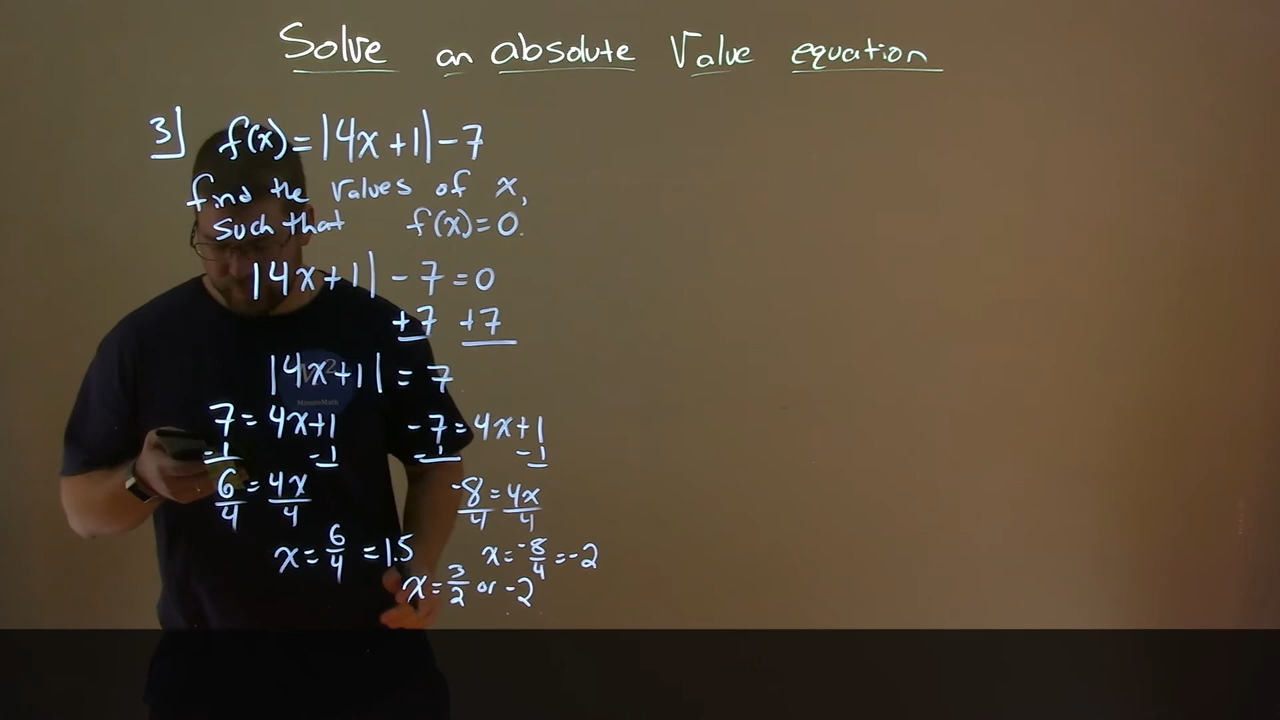 Solve an absolute Value equation
3] f(x)=|4x+1|-7
find the values of x,
such that f(x)=0.
|4x+1|-7=0
+7 +7
|4x+1|=7
7=4x+1 -7=4x+1
-1 -1 -1 -1
6/4=4x/4 -8/4=4x/4
x=6/4=1.5 x=-8/4=-2
x=3/2 or -2
MinuteMath